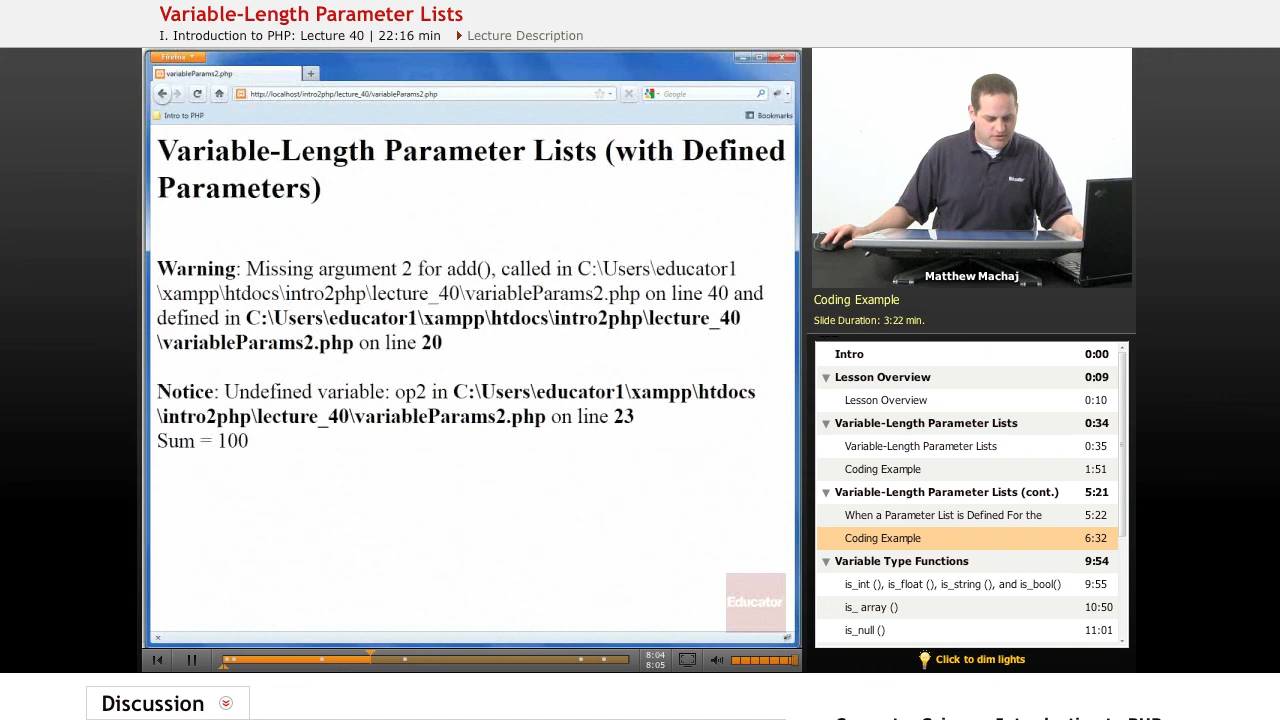 Variable-Length Parameter Lists
I. Introduction to PHP: Lecture 40 | 22:16 min
Lecture Description
Firefox
variableParams2.php
http://localhost/intro2php/lecture_40/variableParams2.php
Google
Intro to PHP
Bookmarks
Variable-Length Parameter Lists (with Defined
Parameters)
Warning: Missing argument 2 for add(), called in C:\Users\educator1
\xampp\htdocs\intro2php\lecture_40\variableParams2.php on line 40 and
defined in C:\Users\educator1\xampp\htdocs\intro2php\lecture_40
\variableParams2.php on line 20
Notice: Undefined variable: op2 in C:\Users\educator1\xampp\htdocs
\intro2php\lecture_40\variableParams2.php on line 23
Sum = 100
Educator
8:04
8:05
Matthew Machaj
Coding Example
Slide Duration: 3:22 min.
Intro 0:00
Lesson Overview 0:09
Lesson Overview 0:10
Variable-Length Parameter Lists 0:34
Variable-Length Parameter Lists 0:35
Coding Example 1:51
Variable-Length Parameter Lists (cont.) 5:21
When a Parameter List is Defined For the 5:22
Coding Example 6:32
Variable Type Functions 9:54
is_int (), is_float (), is_string (), and is_bool() 9:55
is_ array () 10:50
is_null () 11:01
Click to dim lights
Discussion